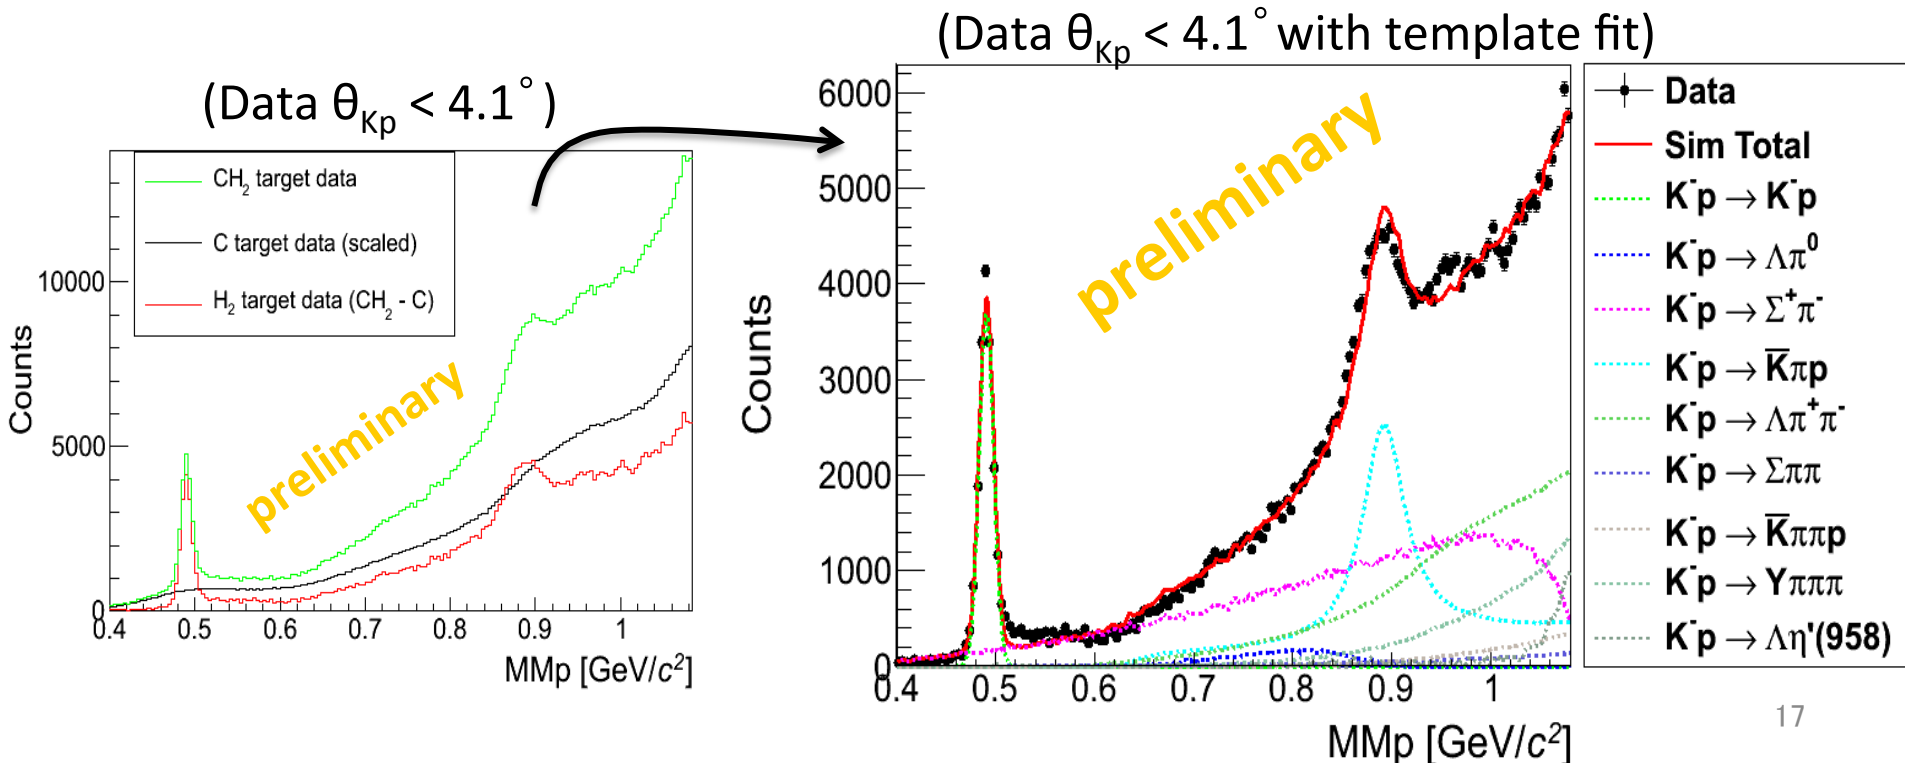 (Data θKp < 4.1°)
CH2 target data
C target data (scaled)
H2 target data (CH2 - C)
preliminary
Counts
10000
5000
0
0.4 0.5 0.6 0.7 0.8 0.9 1
MMp [GeV/c2]
(Data θKp < 4.1° with template fit)
preliminary
Counts
6000
5000
4000
3000
2000
1000
0
0.4 0.5 0.6 0.7 0.8 0.9 1
MMp [GeV/c2]
Data
Sim Total
K-p → K-p
K-p → Λπ0
K-p → Σ+π-
K-p → K̅πp
K-p → Λπ+π-
K-p → Σππ
K-p → K̅ππp
K-p → Yπππ
K-p → Λη'(958)
17